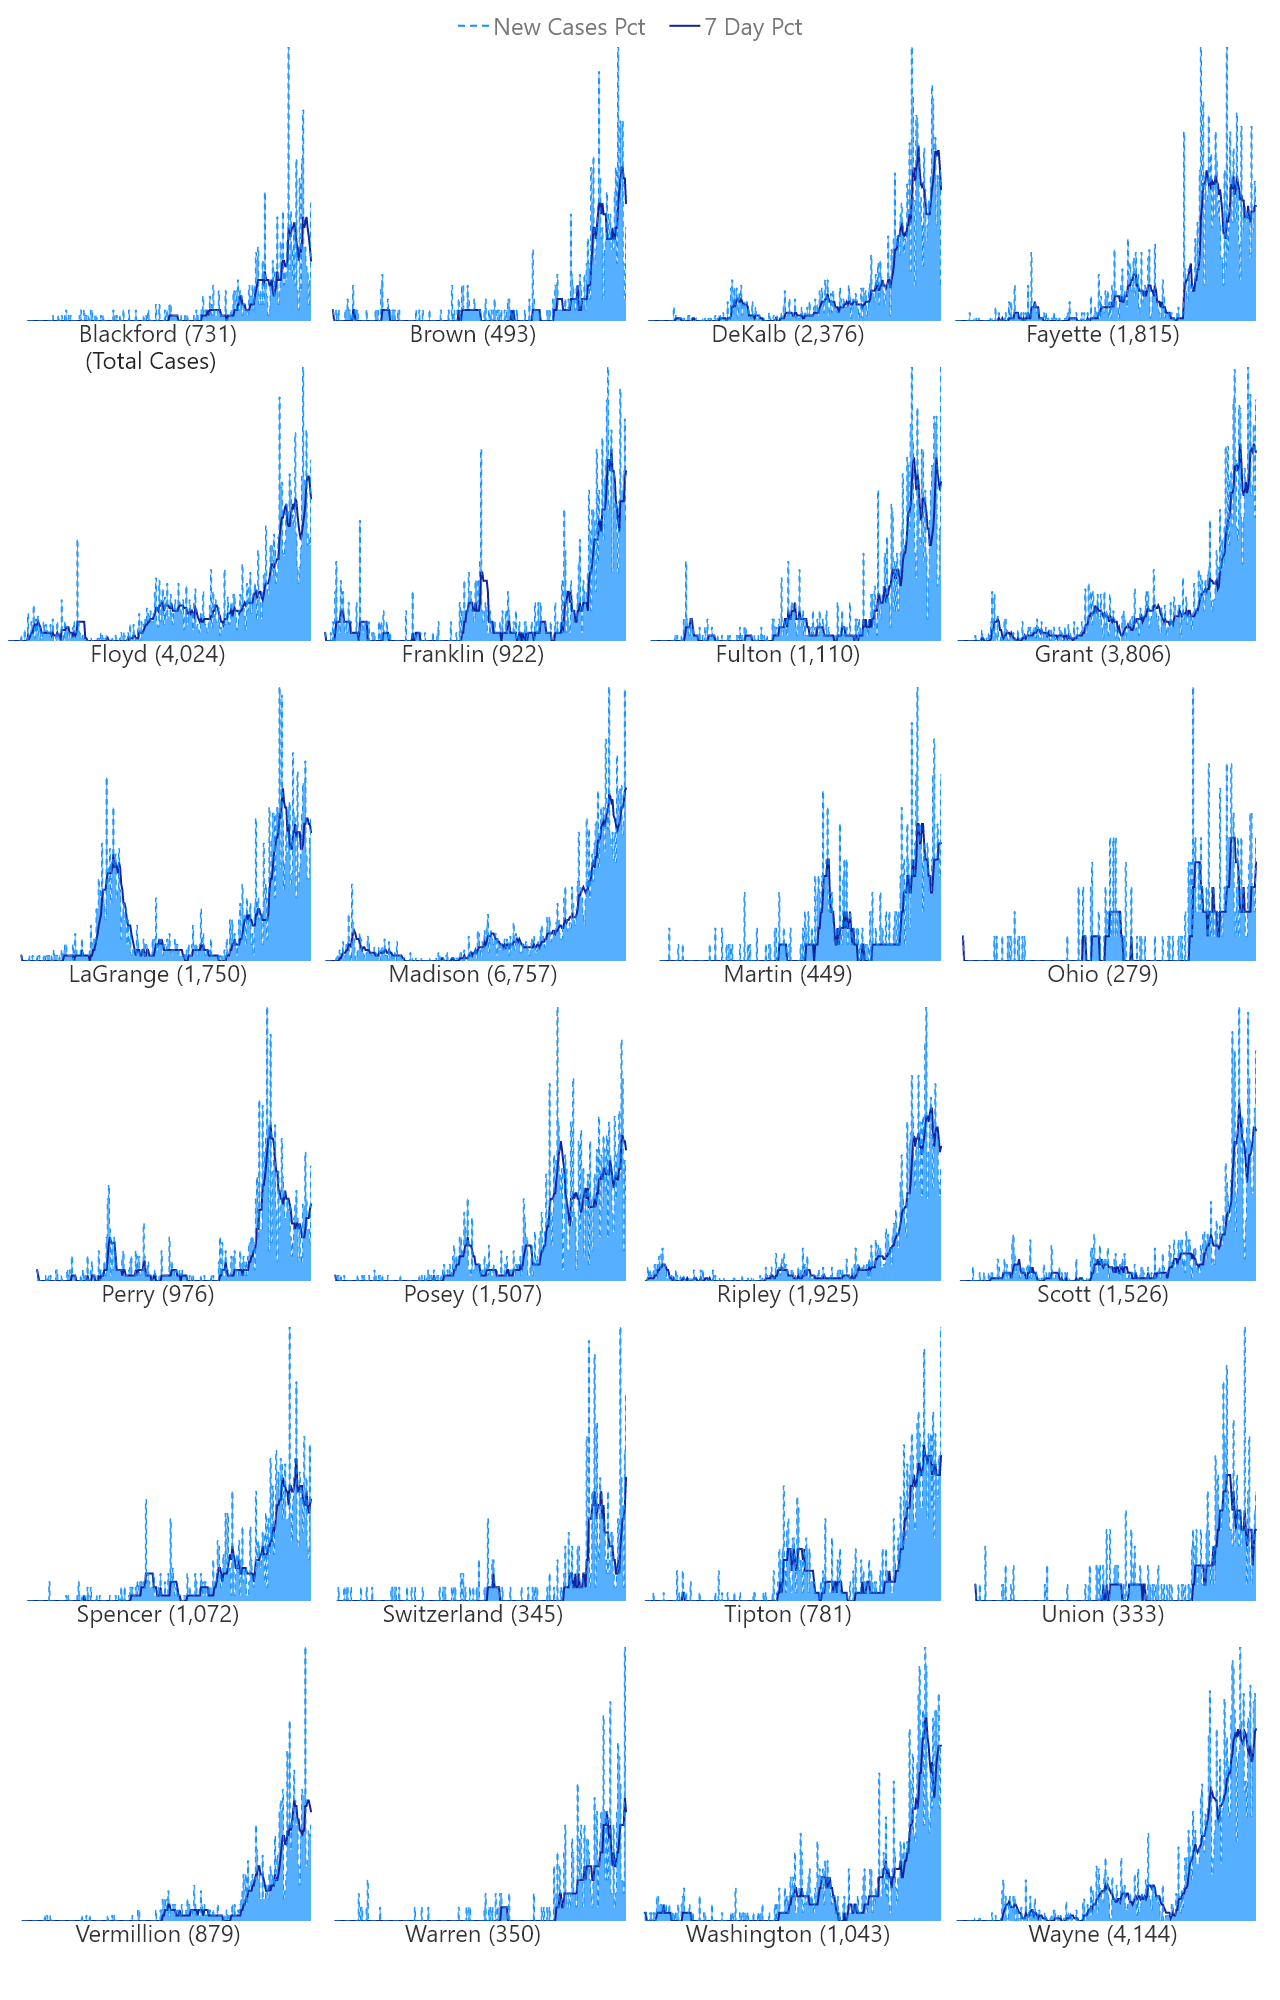 New Cases Pct 7 Day Pct
Blackford (731) Brown (493) DeKalb (2,376) Fayette (1,815)
(Total Cases)
Floyd (4,024) Franklin (922) Fulton (1,110) Grant (3,806)
LaGrange (1,750) Madison (6,757) Martin (449) Ohio (279)
Perry (976) Posey (1,507) Ripley (1,925) Scott (1,526)
Spencer (1,072) Switzerland (345) Tipton (781) Union (333)
Vermillion (879) Warren (350) Washington (1,043) Wayne (4,144)